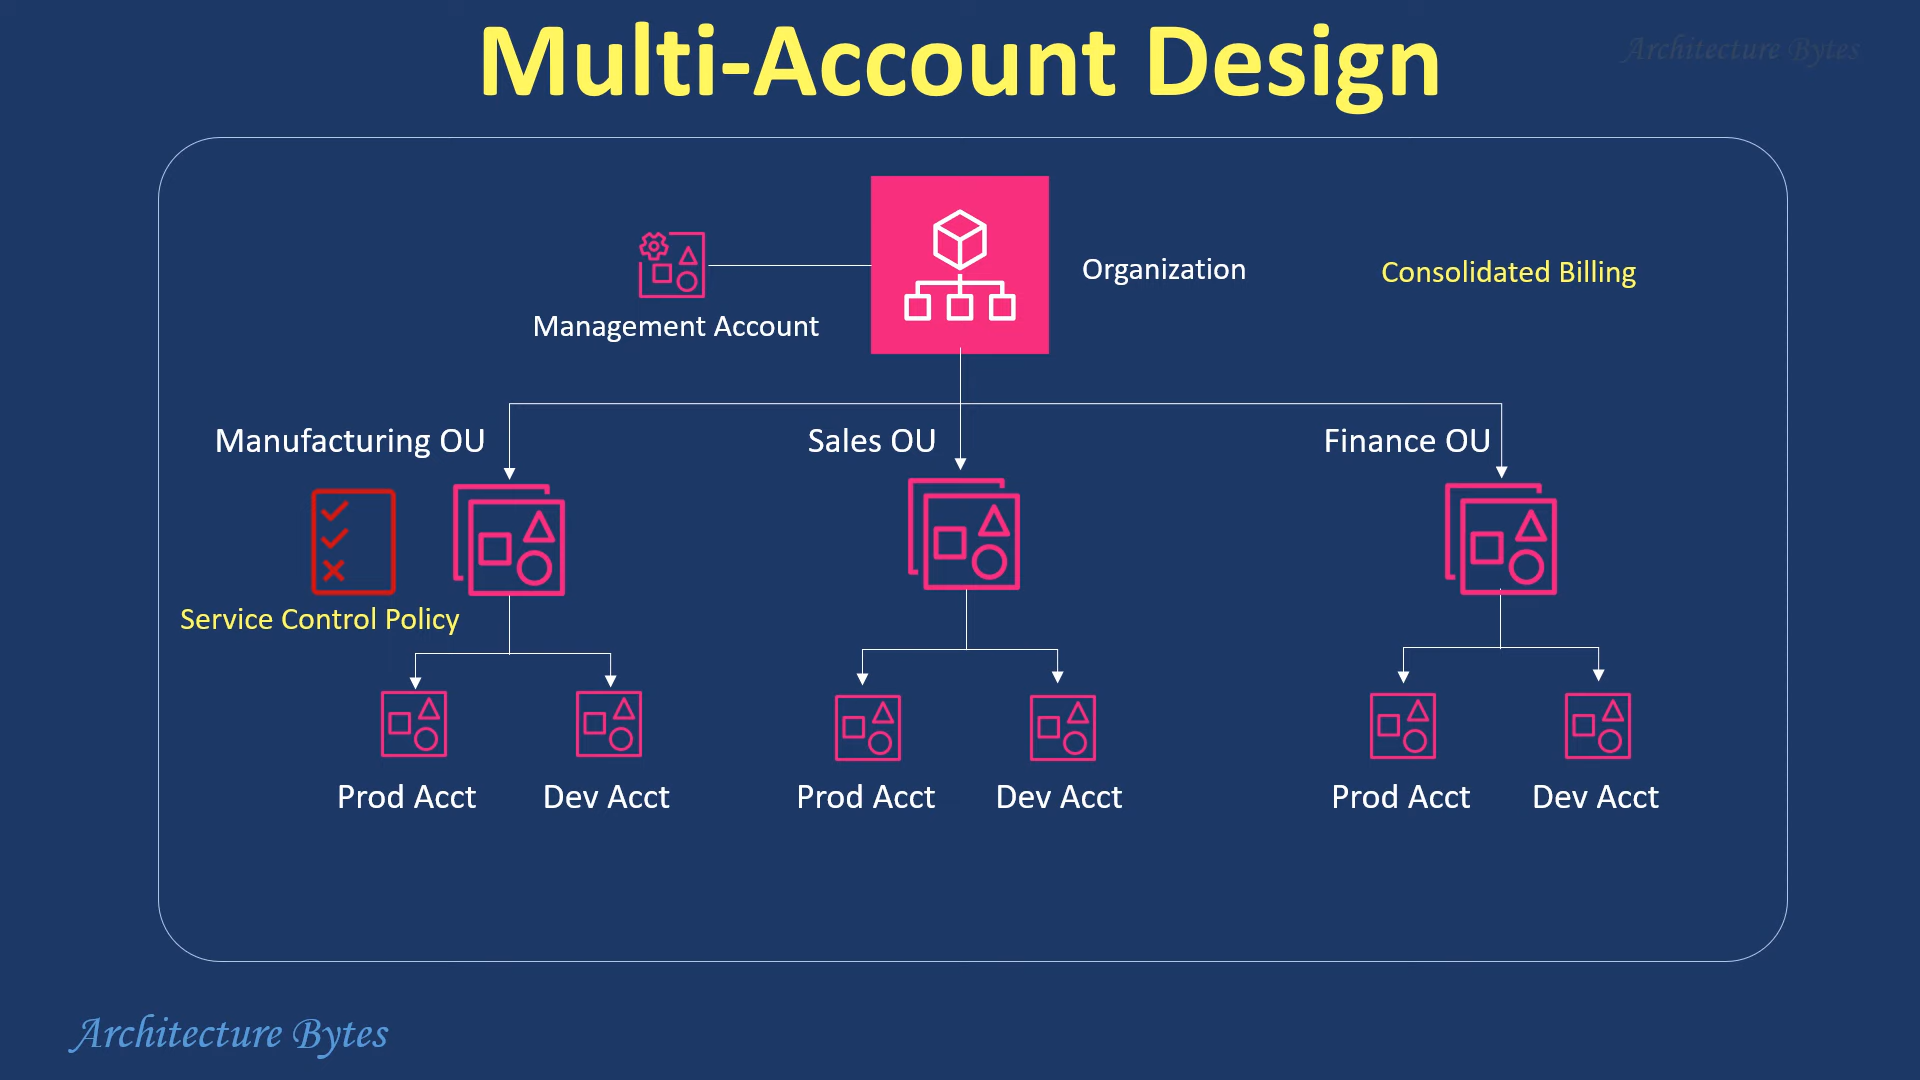 Multi-Account Design
Architecture Bytes
Organization
Consolidated Billing
Management Account
Manufacturing OU
Sales OU
Finance OU
Service Control Policy
Prod Acct
Dev Acct
Prod Acct
Dev Acct
Prod Acct
Dev Acct
Architecture Bytes